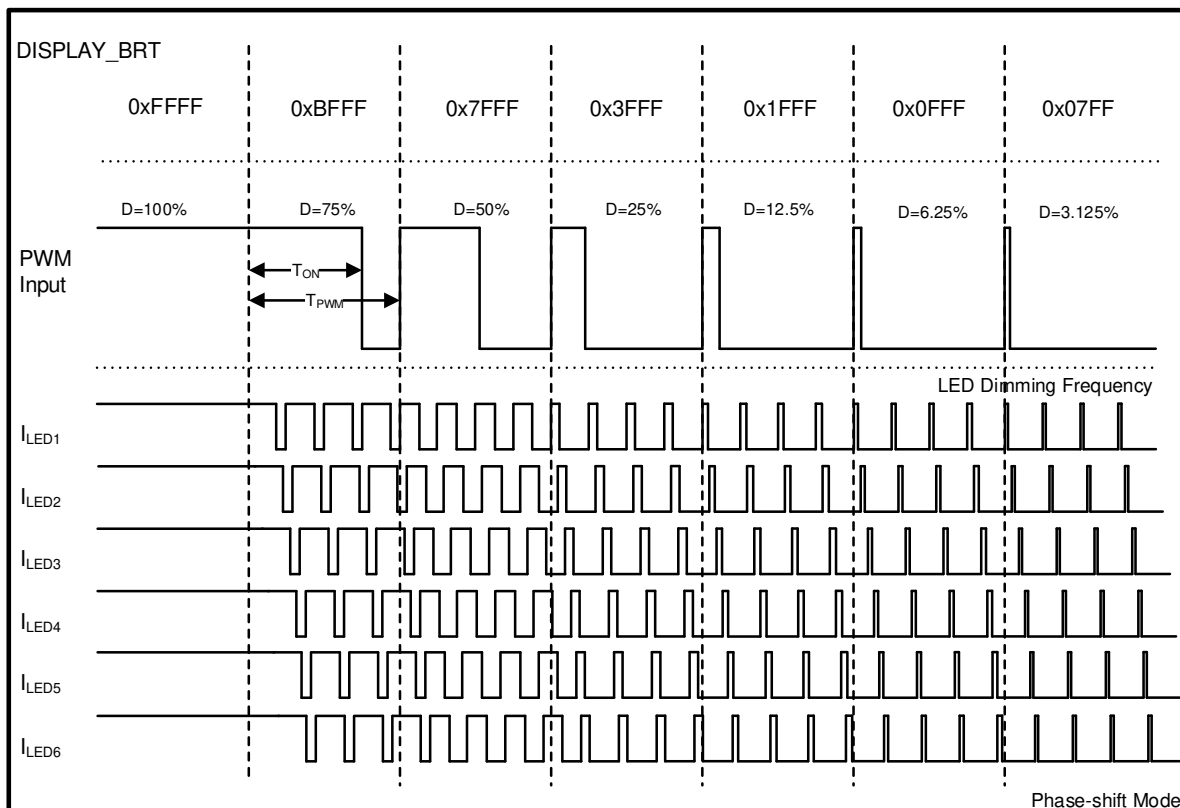 DISPLAY_BRT
0xFFFF 0xBFFF 0x7FFF 0x3FFF 0x1FFF 0x0FFF 0x07FF
D=100% D=75% D=50% D=25% D=12.5% D=6.25% D=3.125%
PWM
Input
TON
TPWM
LED Dimming Frequency
ILED1
ILED2
ILED3
ILED4
ILED5
ILED6
Phase-shift Mode